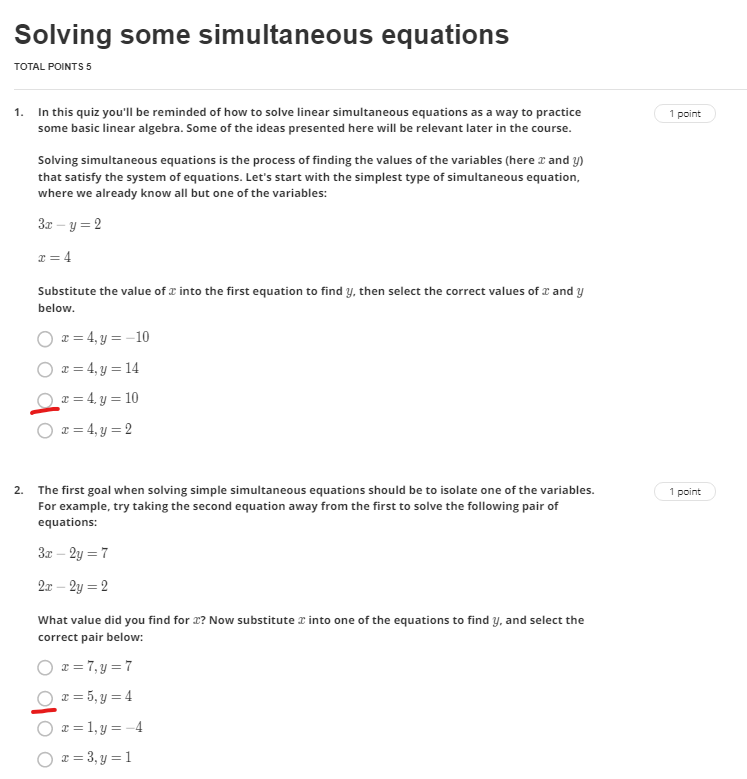 Solving some simultaneous equations
TOTAL POINTS 5
1. In this quiz you'll be reminded of how to solve linear simultaneous equations as a way to practice 1 point
some basic linear algebra. Some of the ideas presented here will be relevant later in the course.
Solving simultaneous equations is the process of finding the values of the variables (here x and y)
that satisfy the system of equations. Let's start with the simplest type of simultaneous equation,
where we already know all but one of the variables:
3x − y = 2
x = 4
Substitute the value of x into the first equation to find y, then select the correct values of x and y
below.
x = 4, y = −10
x = 4, y = 14
x = 4, y = 10
x = 4, y = 2
2. The first goal when solving simple simultaneous equations should be to isolate one of the variables. 1 point
For example, try taking the second equation away from the first to solve the following pair of
equations:
3x − 2y = 7
2x − 2y = 2
What value did you find for x? Now substitute x into one of the equations to find y, and select the
correct pair below:
x = 7, y = 7
x = 5, y = 4
x = 1, y = −4
x = 3, y = 1